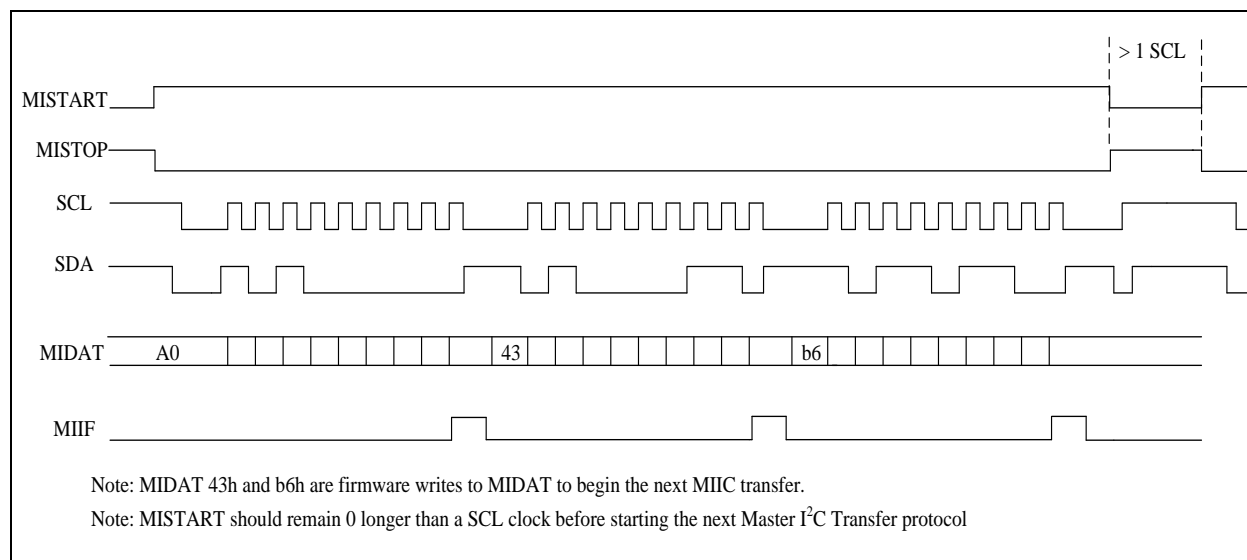 > 1 SCL
MISTART
MISTOP
SCL
SDA
MIDAT A0 43 b6
MIIF
Note: MIDAT 43h and b6h are firmware writes to MIDAT to begin the next MIIC transfer.
Note: MISTART should remain 0 longer than a SCL clock before starting the next Master I²C Transfer protocol